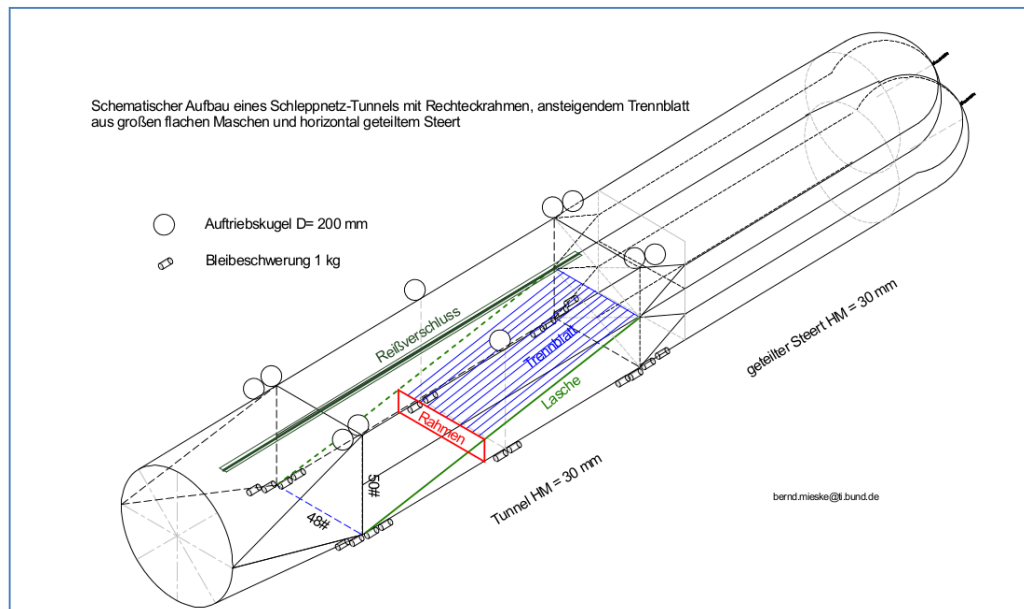 Schematischer Aufbau eines Schleppnetz-Tunnels mit Rechteckrahmen, ansteigendem Trennblatt
aus großen flachen Maschen und horizontal geteiltem Steert
Auftriebskugel D= 200 mm
Bleibeschwerung 1 kg
Reißverschluss
Trennblatt
Lasche
Rahmen
geteilter Steert HM = 30 mm
50#
48#
Tunnel HM = 30 mm
bernd.mieske@ti.bund.de